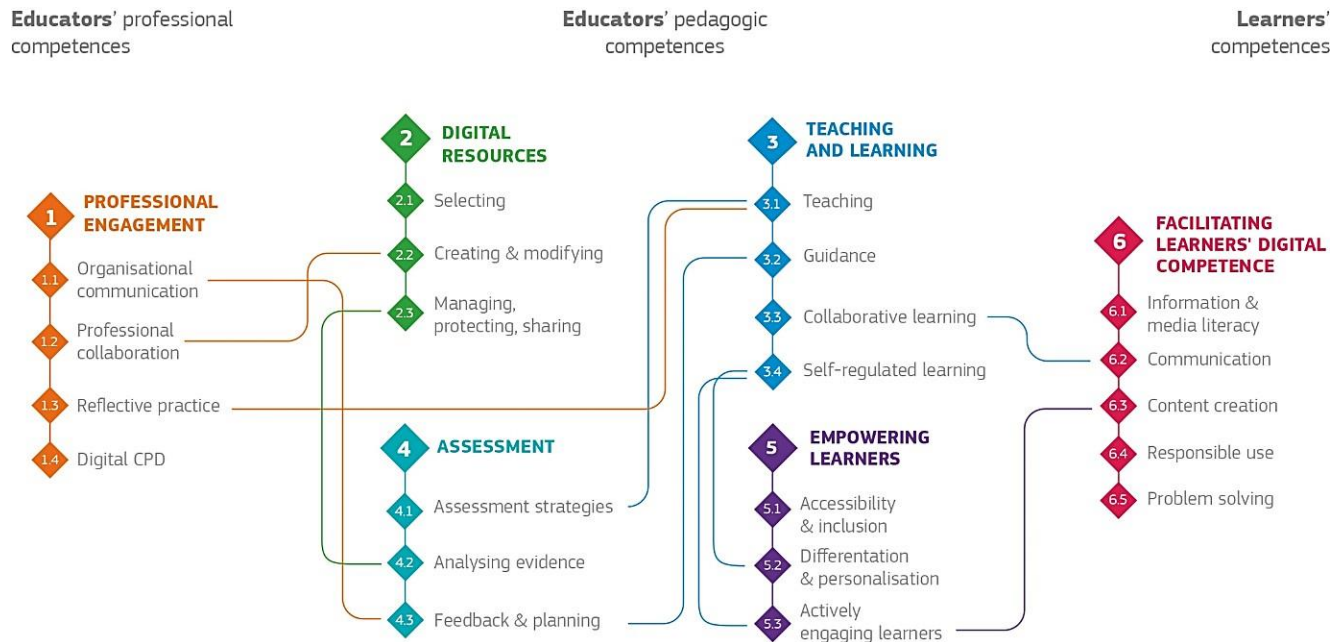 Educators' professional
competences
Educators' pedagogic
competences
Learners'
competences
1
PROFESSIONAL
ENGAGEMENT
1.1
Organisational
communication
1.2
Professional
collaboration
1.3
Reflective practice
1.4
Digital CPD
2
DIGITAL
RESOURCES
2.1
Selecting
2.2
Creating & modifying
2.3
Managing,
protecting, sharing
4
ASSESSMENT
4.1
Assessment strategies
4.2
Analysing evidence
4.3
Feedback & planning
3
TEACHING
AND LEARNING
3.1
Teaching
3.2
Guidance
3.3
Collaborative learning
3.4
Self-regulated learning
5
EMPOWERING
LEARNERS
5.1
Accessibility
& inclusion
5.2
Differentation
& personalisation
5.3
Actively
engaging learners
6
FACILITATING
LEARNERS' DIGITAL
COMPETENCE
6.1
Information &
media literacy
6.2
Communication
6.3
Content creation
6.4
Responsible use
6.5
Problem solving